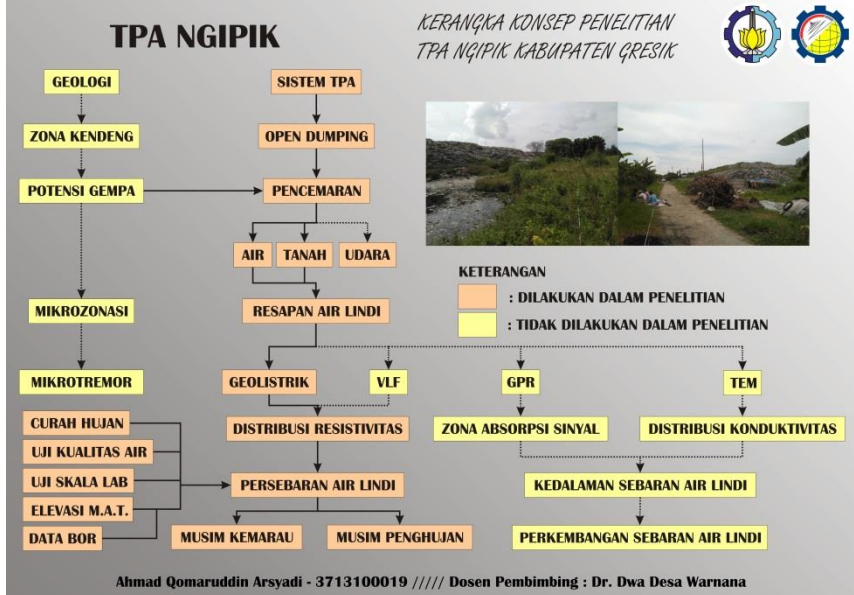 TPA NGIPIK
KERANGKA KONSEP PENELITIAN
TPA NGIPIK KABUPATEN GRESIK
GEOLOGI
SISTEM TPA
ZONA KENDENG
OPEN DUMPING
POTENSI GEMPA
PENCEMARAN
AIR
TANAH
UDARA
KETERANGAN
: DILAKUKAN DALAM PENELITIAN
: TIDAK DILAKUKAN DALAM PENELITIAN
MIKROZONASI
RESAPAN AIR LINDI
MIKROTREMOR
GEOLISTRIK
VLF
GPR
TEM
CURAH HUJAN
UJI KUALITAS AIR
UJI SKALA LAB
ELEVASI M.A.T.
DATA BOR
DISTRIBUSI RESISTIVITAS
ZONA ABSORPSI SINYAL
DISTRIBUSI KONDUKTIVITAS
PERSEBARAN AIR LINDI
KEDALAMAN SEBARAN AIR LINDI
MUSIM KEMARAU
MUSIM PENGHUJAN
PERKEMBANGAN SEBARAN AIR LINDI
Ahmad Qomaruddin Arsyadi - 3713100019 ///// Dosen Pembimbing : Dr. Dwa Desa Warnana